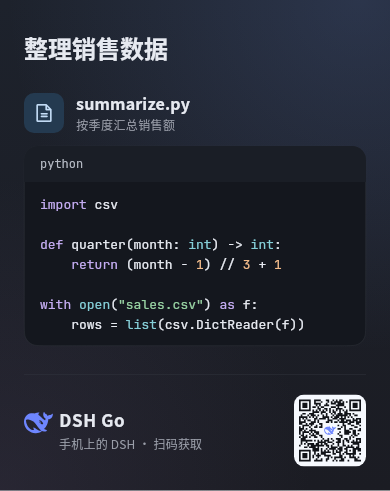 整理销售数据
summarize.py
按季度汇总销售额
python
import csv
def quarter(month: int) -> int:
    return (month - 1) // 3 + 1
with open("sales.csv") as f:
    rows = list(csv.DictReader(f))
DSH Go
手机上的 DSH · 扫码获取